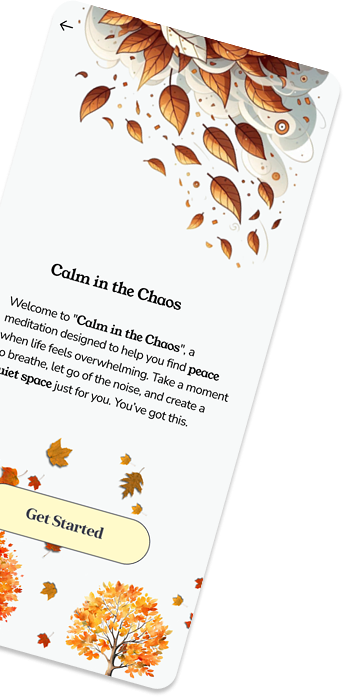 Calm in the Chaos
Welcome to "Calm in the Chaos", a
meditation designed to help you find peace
when life feels overwhelming. Take a moment
to breathe, let go of the noise, and create a
quiet space just for you. You've got this.
Get Started